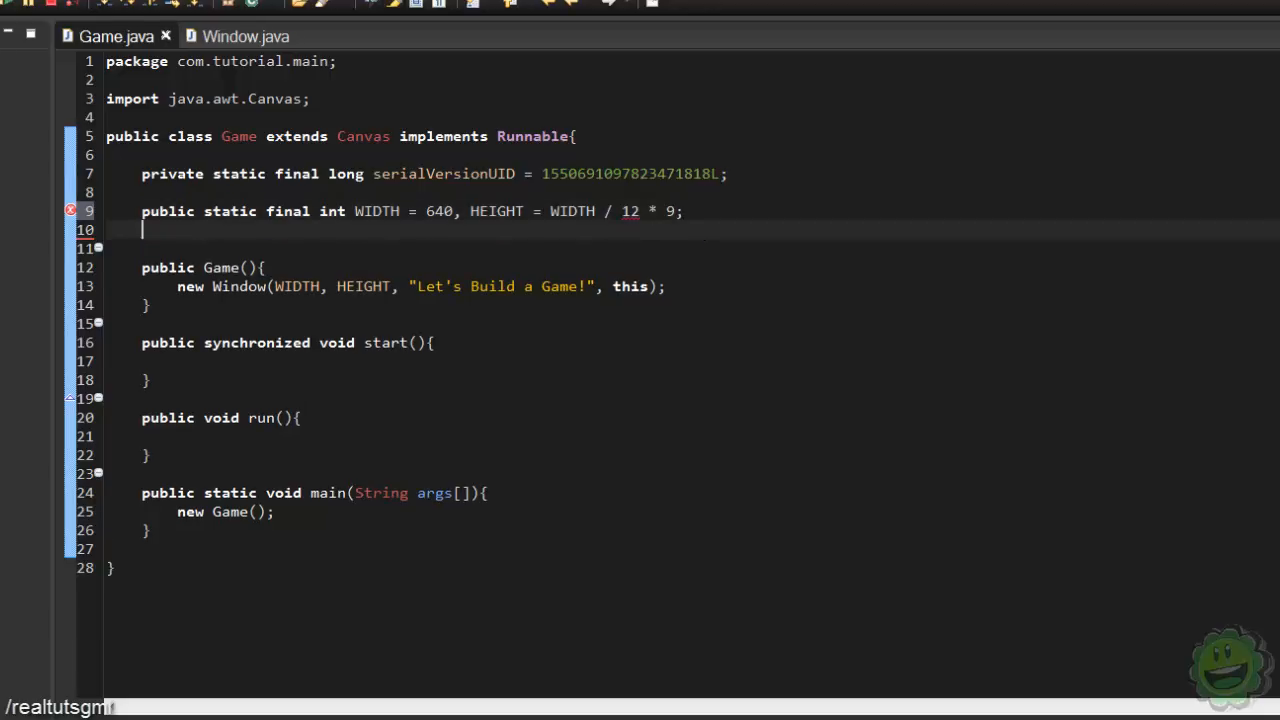 Game.java Window.java
1 package com.tutorial.main;
2
3 import java.awt.Canvas;
4
5 public class Game extends Canvas implements Runnable{
6
7 private static final long serialVersionUID = 1550691097823471818L;
8
9 public static final int WIDTH = 640, HEIGHT = WIDTH / 12 * 9;
10
11
12 public Game(){
13 new Window(WIDTH, HEIGHT, "Let's Build a Game!", this);
14 }
15
16 public synchronized void start(){
17
18 }
19
20 public void run(){
21
22 }
23
24 public static void main(String args[]){
25 new Game();
26 }
27
28 }
/realtutsgm